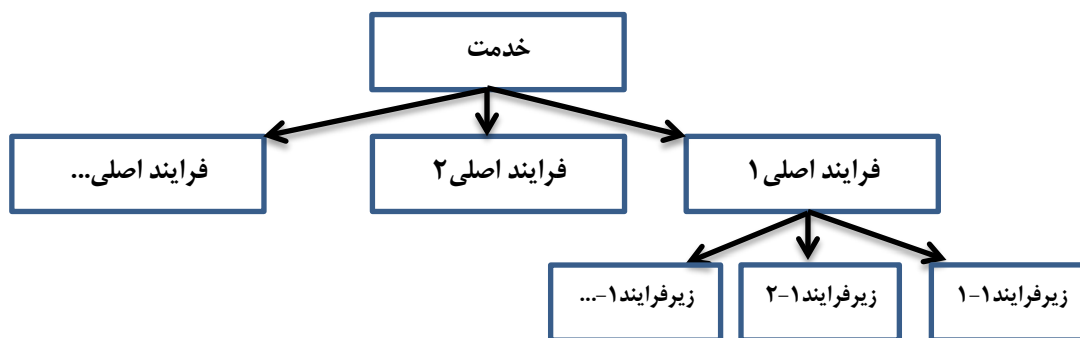 خدمت
فرایند اصلی۱
فرایند اصلی۲
فرایند اصلی...
زیرفرایند۱-۱
زیرفرایند۱-۲
زیرفرایند۱-...